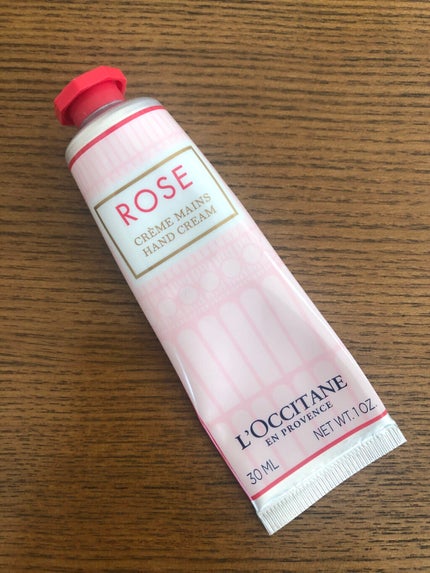 ROSE
CRÈME MAINS
HAND CREAM
L'OCCITANE
EN PROVENCE
30 ML NET WT. 1 OZ.